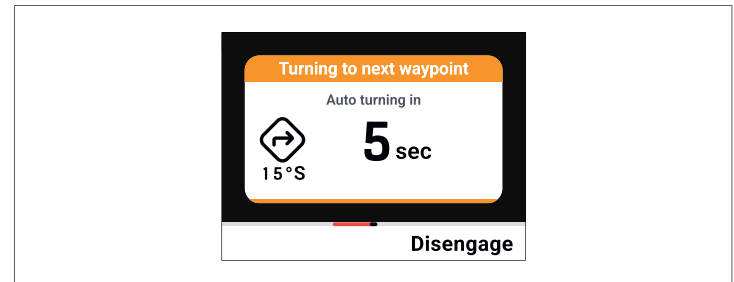 Turning to next waypoint
Auto turning in
5 sec
15°S
Disengage